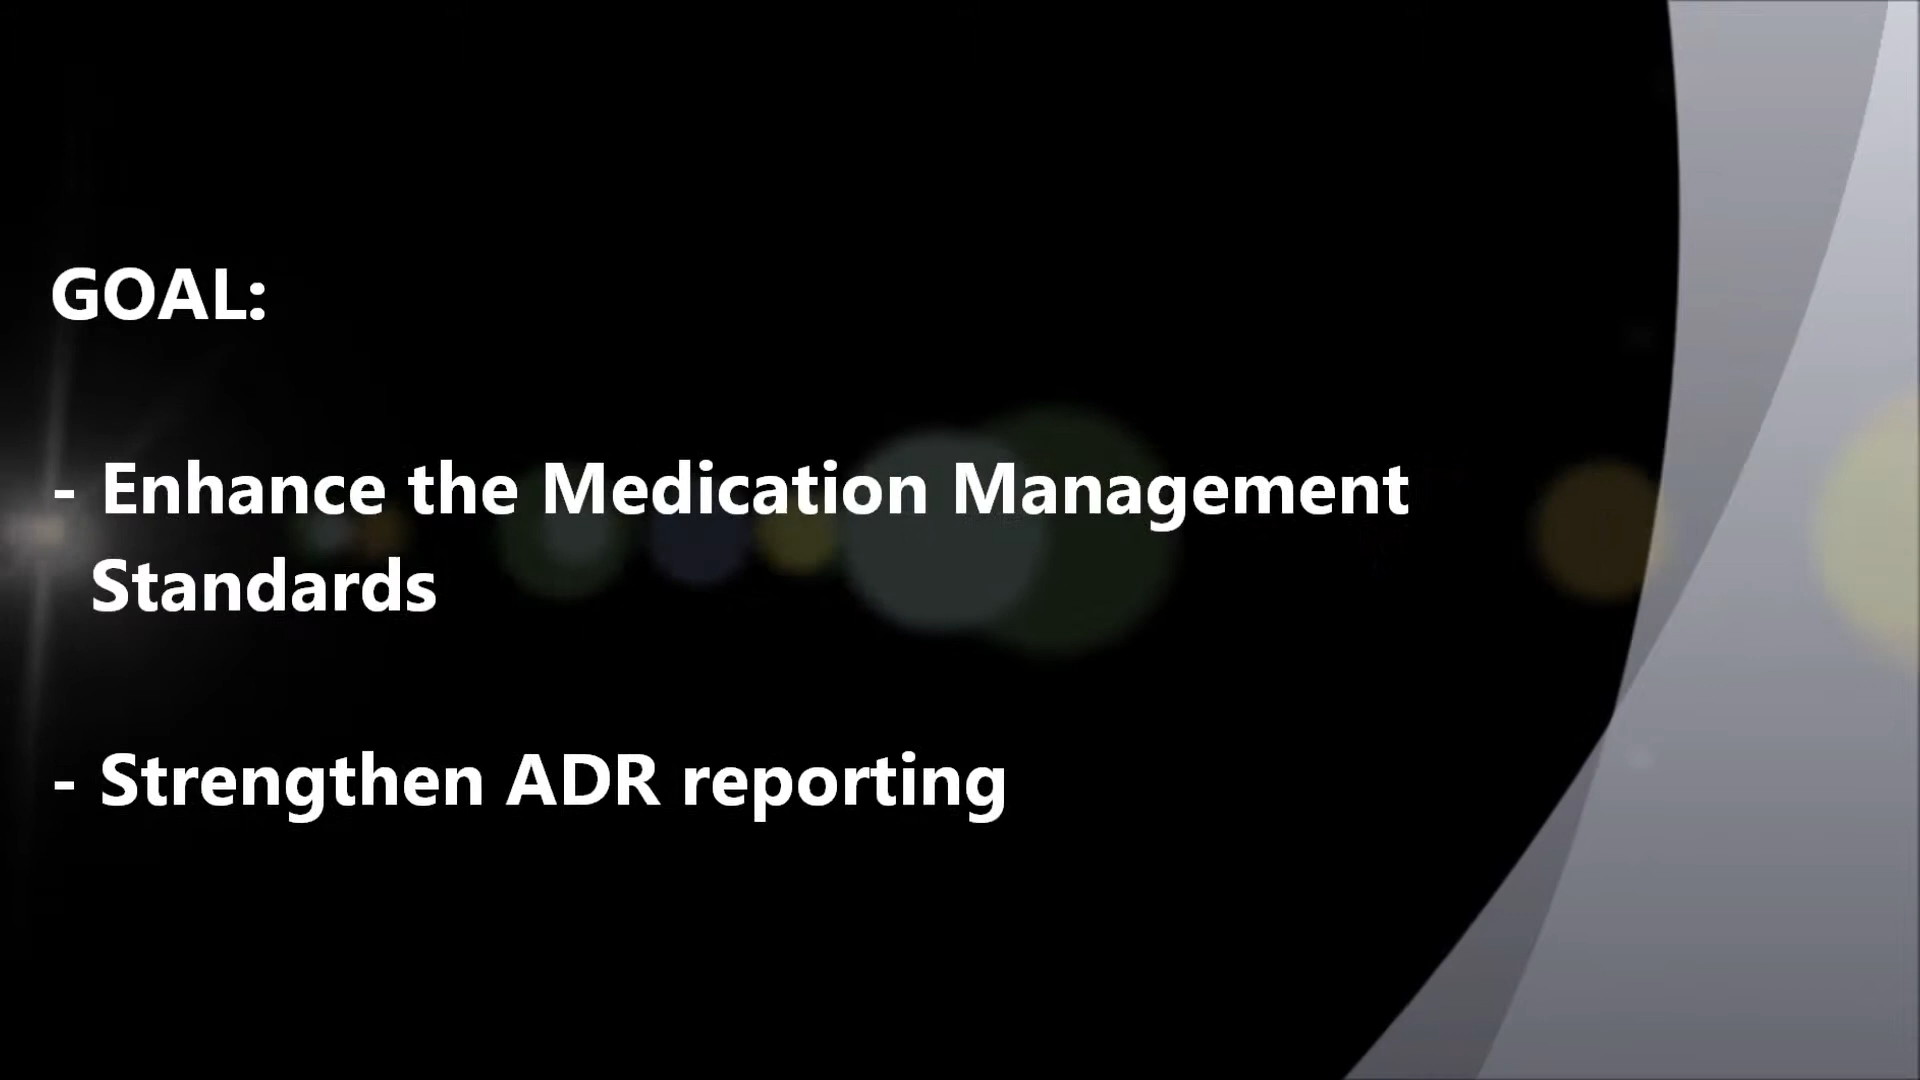 GOAL:
- Enhance the Medication Management
Standards
- Strengthen ADR reporting